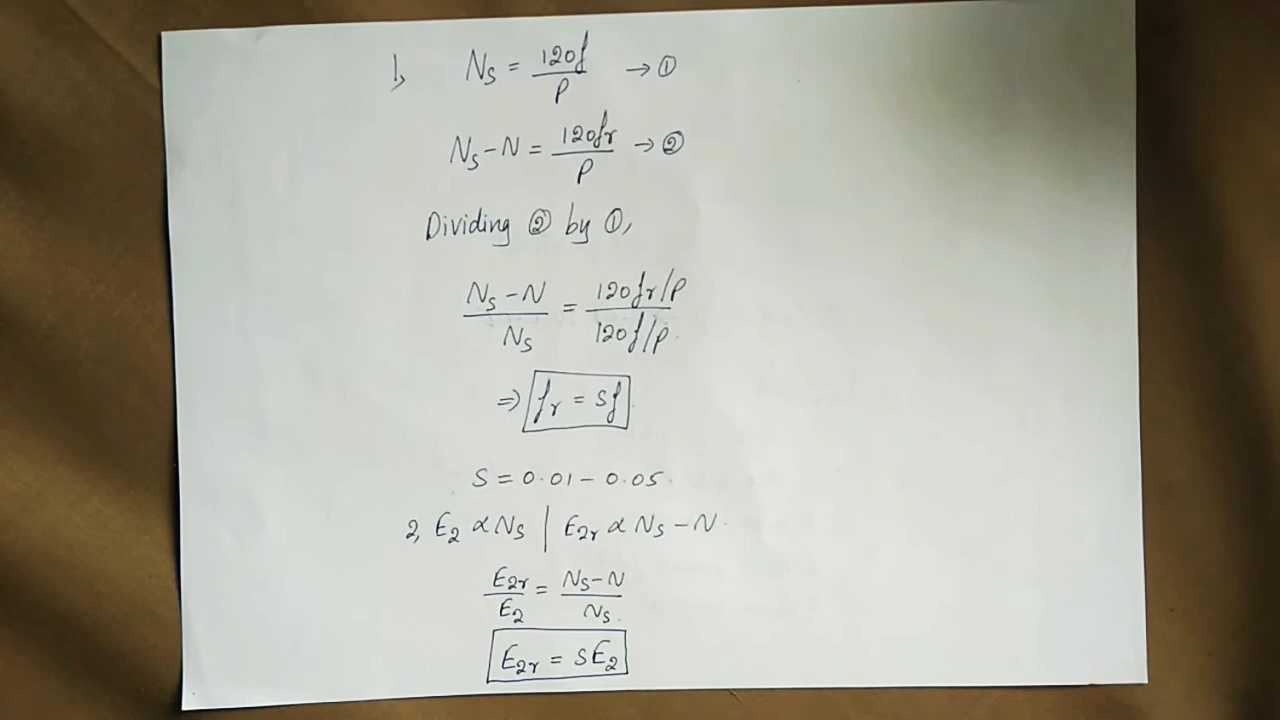 1, Ns = 120f/P → ①
Ns - N = 120fr/P → ②
Dividing ② by ①,
Ns - N/Ns = 120fr/P/120f/P.
⇒ fr = sf
S = 0.01 - 0.05.
2, E2 ∝ Ns | E2r ∝ Ns - N.
E2r/E2 = Ns - N/Ns.
E2r = SE2